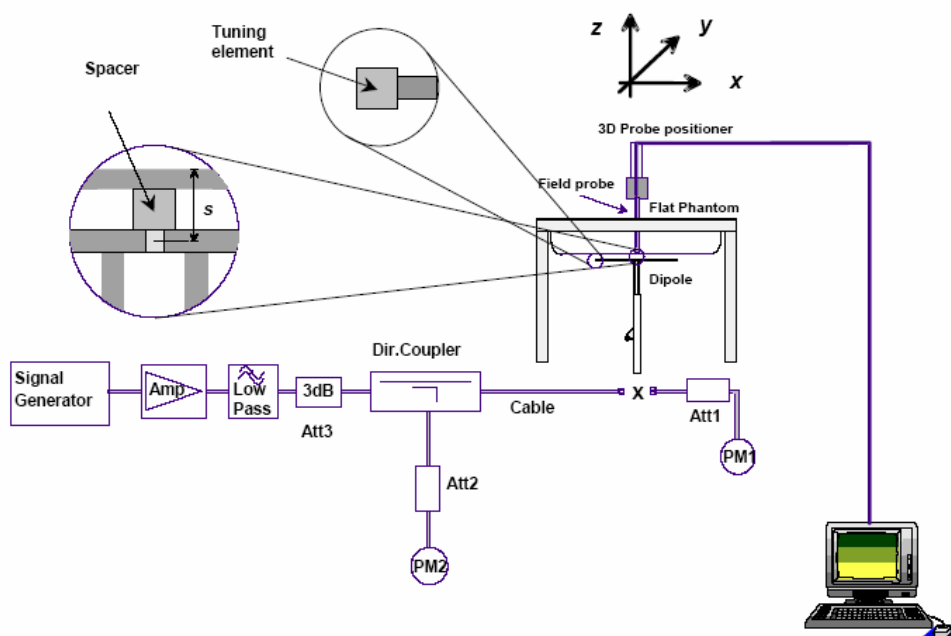 Tuning
element
Spacer
z
y
x
3D Probe positioner
Field probe
s
Flat Phantom
Dipole
Dir.Coupler
Signal
Generator
Amp
Low
Pass
3dB
Att3
Cable
X
Att1
PM1
Att2
PM2